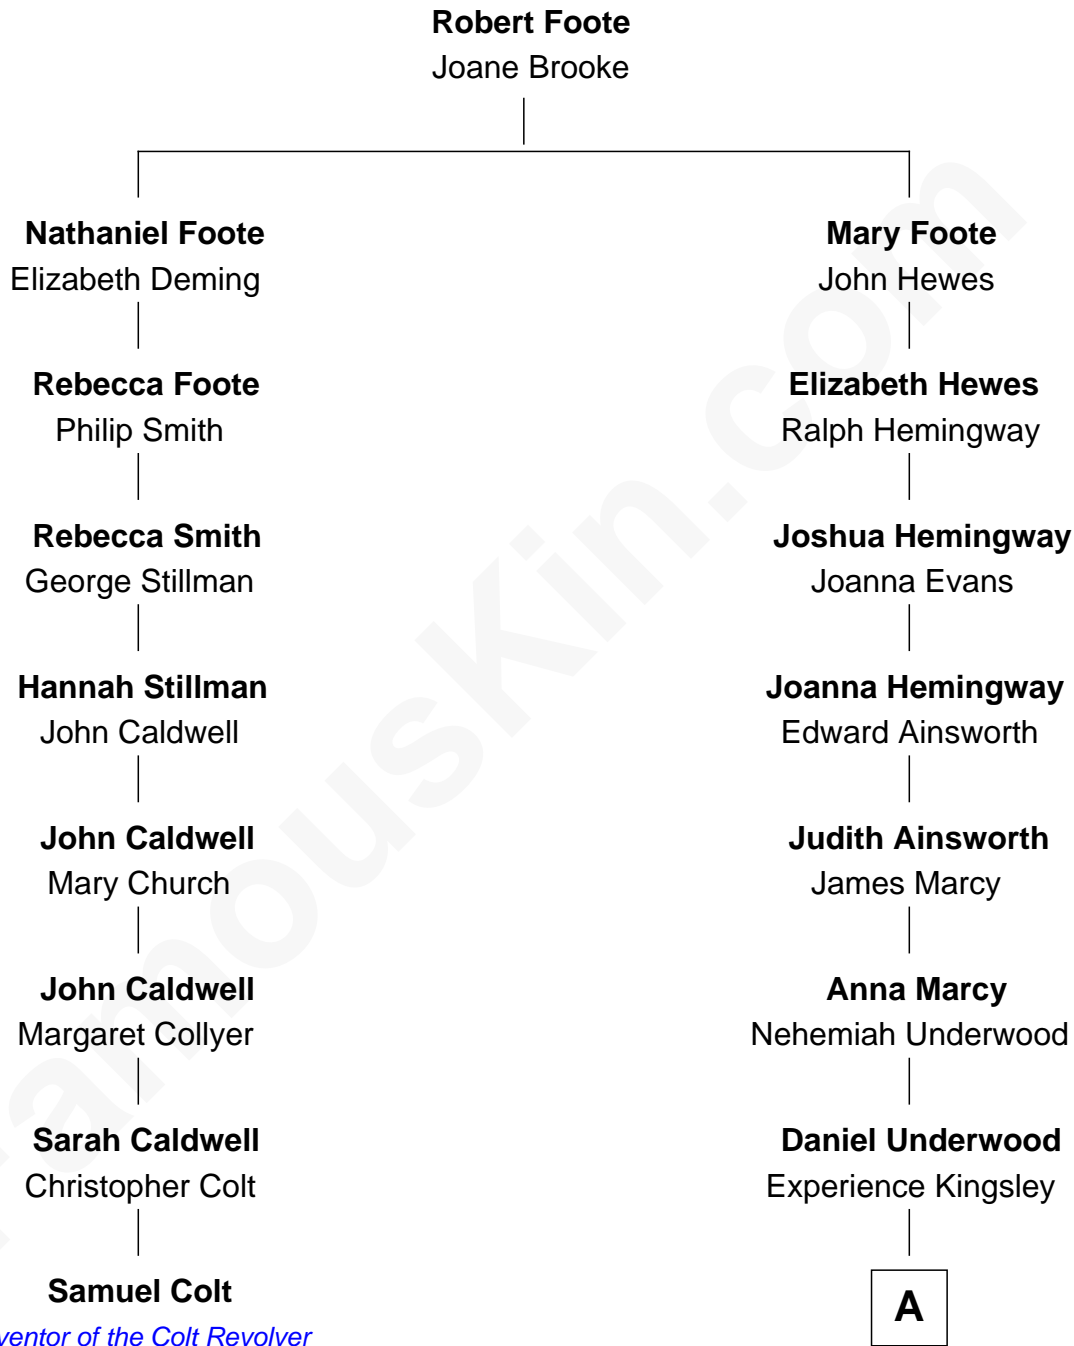 Robert Foote
Joane Brooke
Nathaniel Foote
Elizabeth Deming
Mary Foote
John Hewes
Rebecca Foote
Philip Smith
Elizabeth Hewes
Ralph Hemingway
Rebecca Smith
George Stillman
Joshua Hemingway
Joanna Evans
Hannah Stillman
John Caldwell
Joanna Hemingway
Edward Ainsworth
John Caldwell
Mary Church
Judith Ainsworth
James Marcy
John Caldwell
Margaret Collyer
Anna Marcy
Nehemiah Underwood
Sarah Caldwell
Christopher Colt
Daniel Underwood
Experience Kingsley
Samuel Colt
ventor of the Colt Revolver
A
FamousKin.com